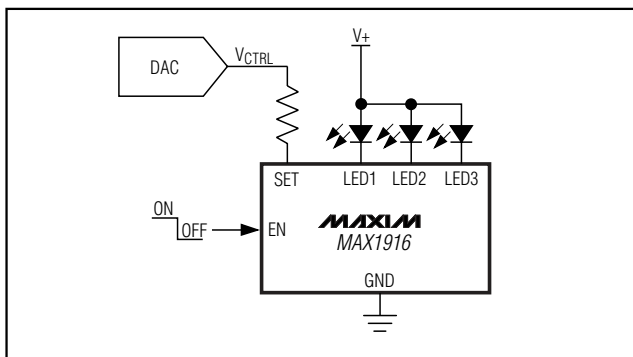 V+
DAC
VCTRL
SET
LED1
LED2
LED3
ON
OFF
EN
MAXIM
MAX1916
GND